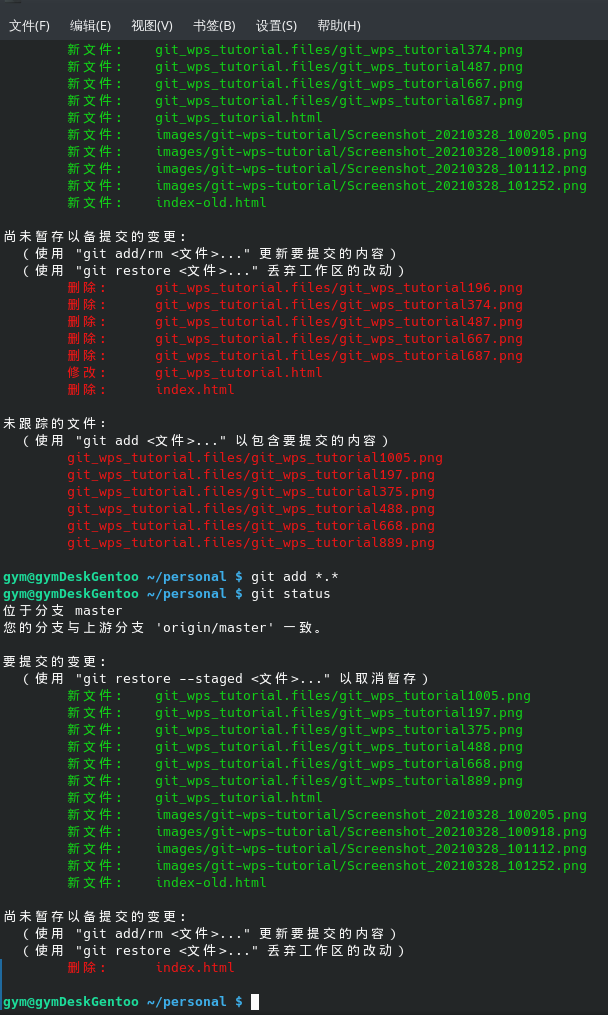 文件(F) 编辑(E) 视图(V) 书签(B) 设置(S) 帮助(H)
新文件: git_wps_tutorial.files/git_wps_tutorial374.png
新文件: git_wps_tutorial.files/git_wps_tutorial487.png
新文件: git_wps_tutorial.files/git_wps_tutorial667.png
新文件: git_wps_tutorial.files/git_wps_tutorial687.png
新文件: git_wps_tutorial.html
新文件: images/git-wps-tutorial/Screenshot_20210328_100205.png
新文件: images/git-wps-tutorial/Screenshot_20210328_100918.png
新文件: images/git-wps-tutorial/Screenshot_20210328_101112.png
新文件: images/git-wps-tutorial/Screenshot_20210328_101252.png
新文件: index-old.html
尚未暂存以备提交的变更:
(使用 "git add/rm <文件>..." 更新要提交的内容)
(使用 "git restore <文件>..." 丢弃工作区的改动)
删除: git_wps_tutorial.files/git_wps_tutorial196.png
删除: git_wps_tutorial.files/git_wps_tutorial374.png
删除: git_wps_tutorial.files/git_wps_tutorial487.png
删除: git_wps_tutorial.files/git_wps_tutorial667.png
删除: git_wps_tutorial.files/git_wps_tutorial687.png
修改: git_wps_tutorial.html
删除: index.html
未跟踪的文件:
(使用 "git add <文件>..." 以包含要提交的内容)
git_wps_tutorial.files/git_wps_tutorial1005.png
git_wps_tutorial.files/git_wps_tutorial197.png
git_wps_tutorial.files/git_wps_tutorial375.png
git_wps_tutorial.files/git_wps_tutorial488.png
git_wps_tutorial.files/git_wps_tutorial668.png
git_wps_tutorial.files/git_wps_tutorial889.png
gym@gymDeskGentoo ~/personal $ git add *.*
gym@gymDeskGentoo ~/personal $ git status
位于分支 master
您的分支与上游分支 'origin/master' 一致。
要提交的变更:
(使用 "git restore --staged <文件>..." 以取消暂存)
新文件: git_wps_tutorial.files/git_wps_tutorial1005.png
新文件: git_wps_tutorial.files/git_wps_tutorial197.png
新文件: git_wps_tutorial.files/git_wps_tutorial375.png
新文件: git_wps_tutorial.files/git_wps_tutorial488.png
新文件: git_wps_tutorial.files/git_wps_tutorial668.png
新文件: git_wps_tutorial.files/git_wps_tutorial889.png
新文件: git_wps_tutorial.html
新文件: images/git-wps-tutorial/Screenshot_20210328_100205.png
新文件: images/git-wps-tutorial/Screenshot_20210328_100918.png
新文件: images/git-wps-tutorial/Screenshot_20210328_101112.png
新文件: images/git-wps-tutorial/Screenshot_20210328_101252.png
新文件: index-old.html
尚未暂存以备提交的变更:
(使用 "git add/rm <文件>..." 更新要提交的内容)
(使用 "git restore <文件>..." 丢弃工作区的改动)
删除: index.html
gym@gymDeskGentoo ~/personal $